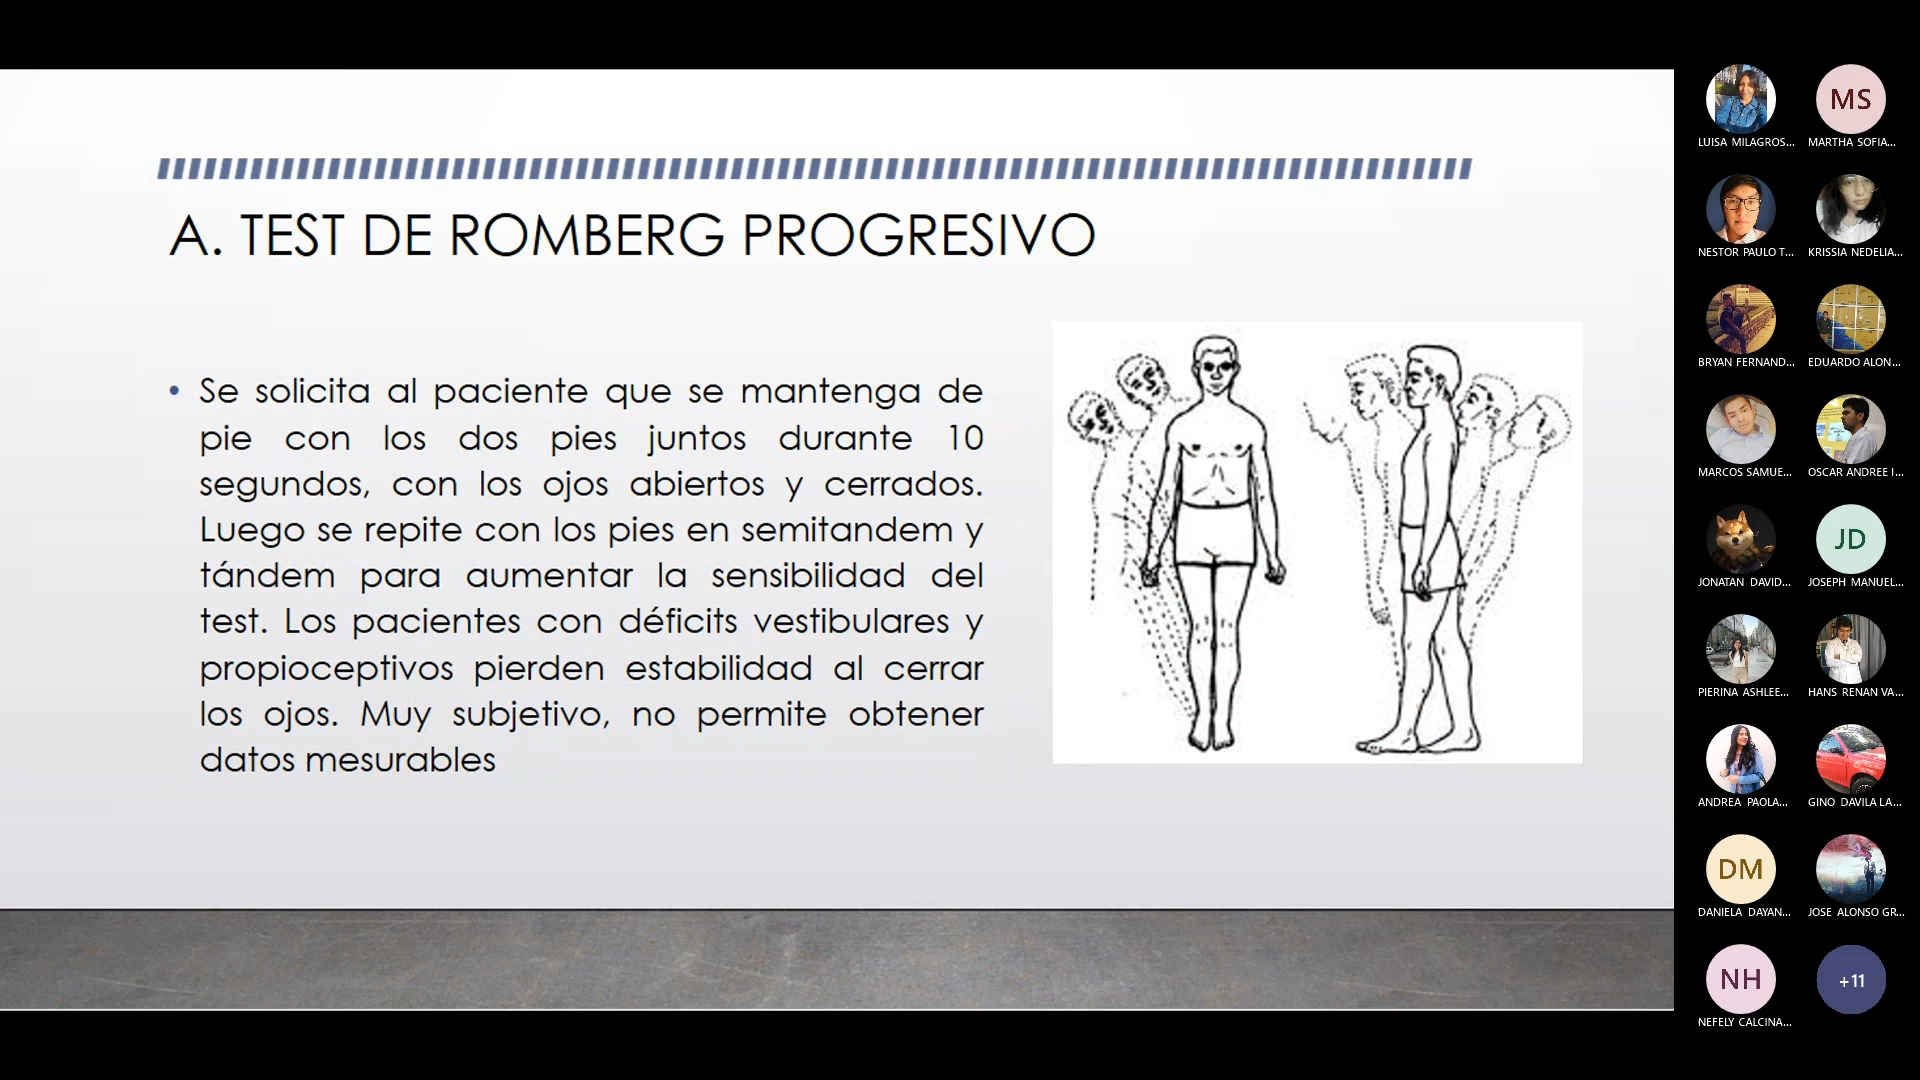 A. TEST DE ROMBERG PROGRESIVO
• Se solicita al paciente que se mantenga de
pie con los dos pies juntos durante 10
segundos, con los ojos abiertos y cerrados.
Luego se repite con los pies en semitandem y
tándem para aumentar la sensibilidad del
test. Los pacientes con déficits vestibulares y
propioceptivos pierden estabilidad al cerrar
los ojos. Muy subjetivo, no permite obtener
datos mesurables
MS
LUISA MILAGROS... MARTHA SOFIA...
NESTOR PAULO T... KRISSIA NEDELIA...
BRYAN FERNAND... EDUARDO ALON...
MARCOS SAMUE... OSCAR ANDREE I...
JD
JONATAN DAVID... JOSEPH MANUEL...
PIERINA ASHLEE... HANS RENAN VA...
ANDREA PAOLA... GINO DAVILA LA...
DM
DANIELA DAYAN... JOSE ALONSO GR...
NH +11
NEFELY CALCINA...